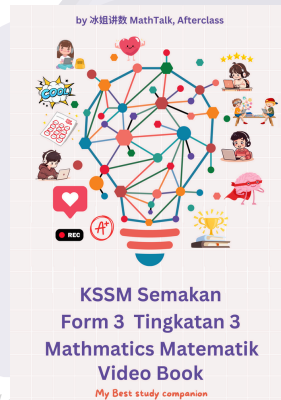 by 冰姐讲数 MathTalk, Afterclass
COOL!
A+
REC
KSSM Semakan
Form 3 Tingkatan 3
Mathmatics Matematik
Video Book
My Best study companion